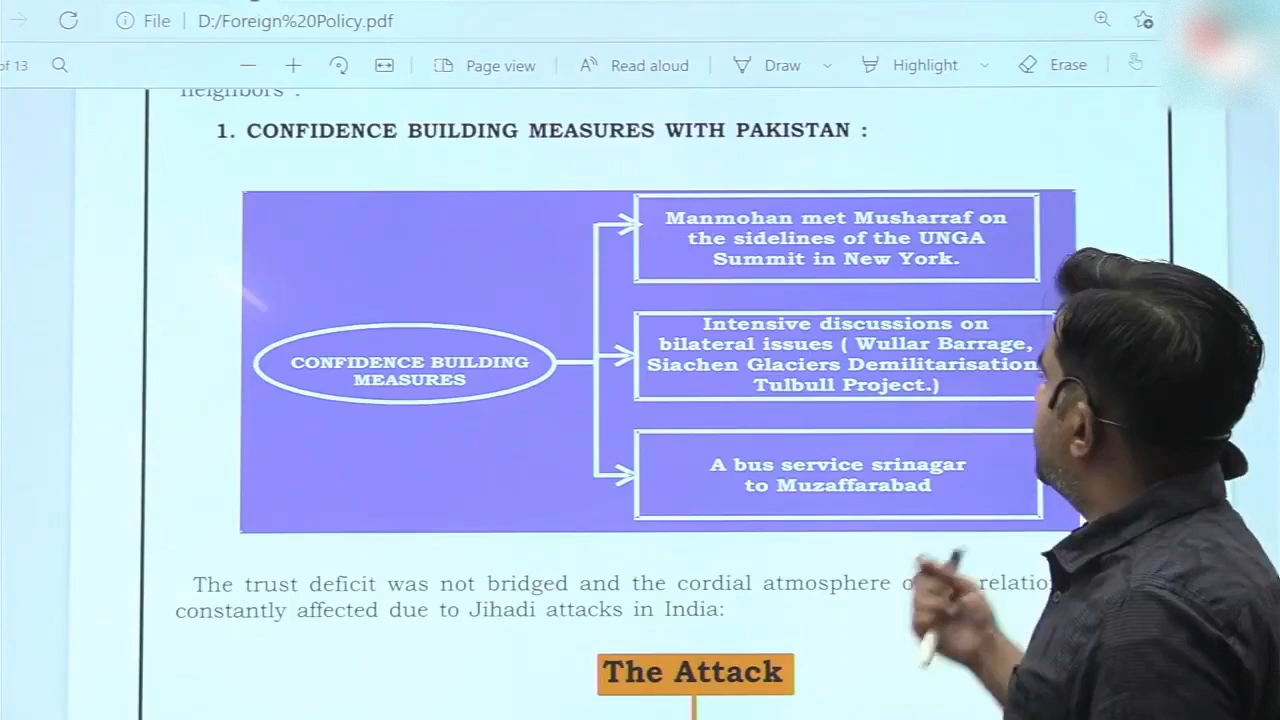 File | D:/Foreign%20Policy.pdf
of 13
Page view
Read aloud
Draw
Highlight
Erase
neighbors".
1. CONFIDENCE BUILDING MEASURES WITH PAKISTAN :
CONFIDENCE BUILDING
MEASURES
Manmohan met Musharraf on
the sidelines of the UNGA
Summit in New York.
Intensive discussions on
bilateral issues ( Wullar Barrage,
Siachen Glaciers Demilitarisation
Tulbull Project.)
A bus service srinagar
to Muzaffarabad
The trust deficit was not bridged and the cordial atmosphere
constantly affected due to Jihadi attacks in India:
The Attack